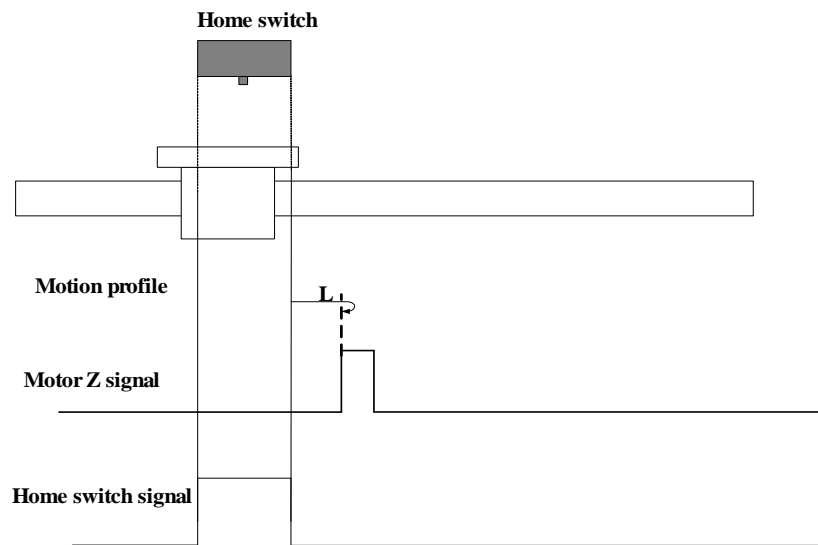 Home switch
Motion profile
L
Motor Z signal
Home switch signal